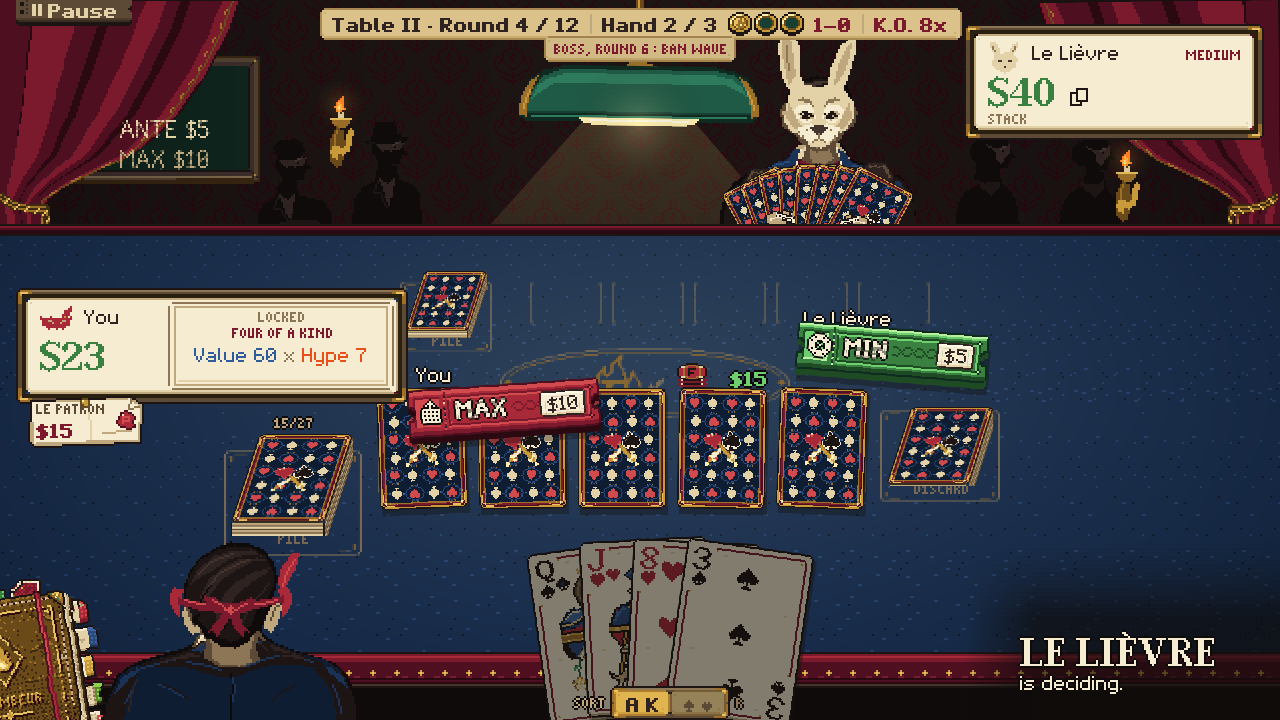 Pause
Table II · Round 4 / 12 Hand 2 / 3 1–0 K.O. 8x
BOSS, ROUND 6 : BAN WAVE
Le Lièvre MEDIUM
$40
STACK
ANTE $5
MAX $10
You
$23
LOCKED
FOUR OF A KIND
Value 60 × Hype 7
LE PATRON
$15
PILE
Le Lièvre
MIN $5
You
MAX $10
F
$15
15/27
PILE
DISCARD
Q
J
8
3
3
SORT A K R
LE LIÈVRE
is deciding.